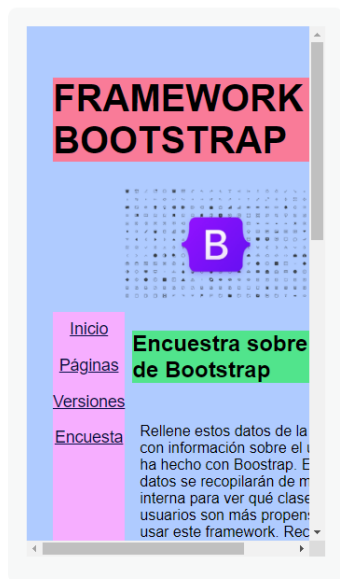 FRAMEWORK
BOOTSTRAP
B
Inicio
Páginas
Versiones
Encuesta
Encuestra sobre
de Bootstrap
Rellene estos datos de la
con información sobre el
ha hecho con Boostrap.
datos se recopilarán de
interna para ver qué clase
usuarios son más
usar este framework.